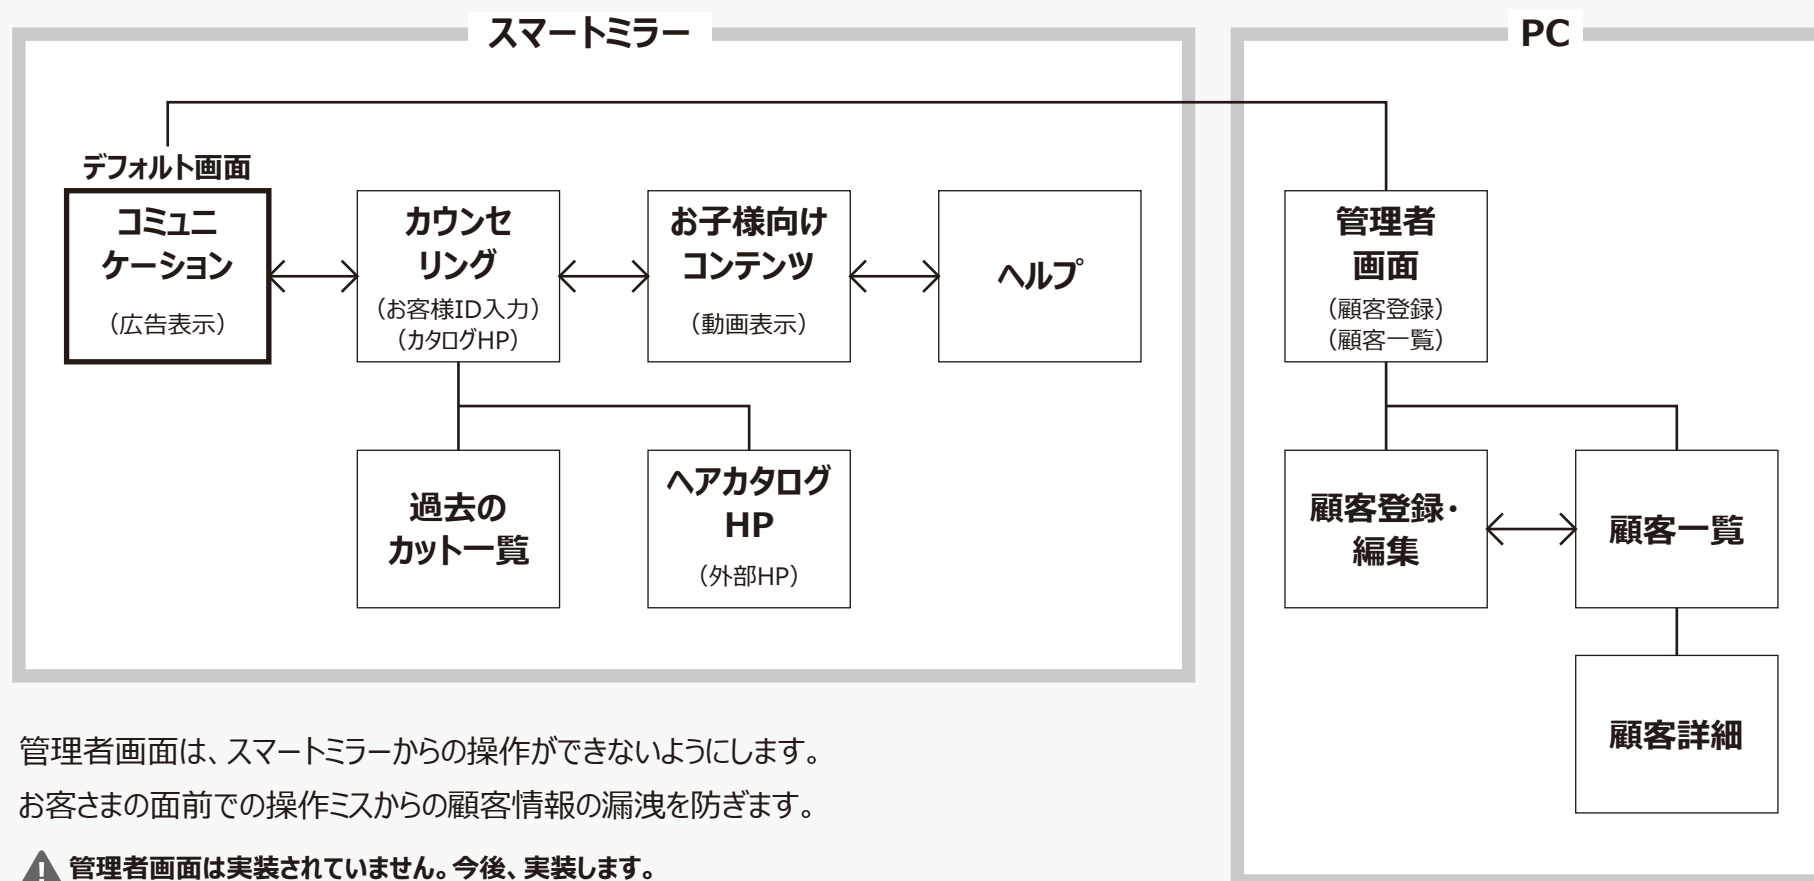 スマートミラー
デフォルト画面
コミュニ
ケーション
（広告表示）
カウンセ
リング
（お客様ID入力）
（カタログHP）
お子様向け
コンテンツ
（動画表示）
ヘルプ
過去の
カット一覧
ヘアカタログ
HP
（外部HP）
PC
管理者
画面
（顧客登録）
（顧客一覧）
顧客登録・
編集
顧客一覧
顧客詳細
管理者画面は、スマートミラーからの操作ができないようにします。
お客さまの面前での操作ミスからの顧客情報の漏洩を防ぎます。
管理者画面は実装されていません。今後、実装します。